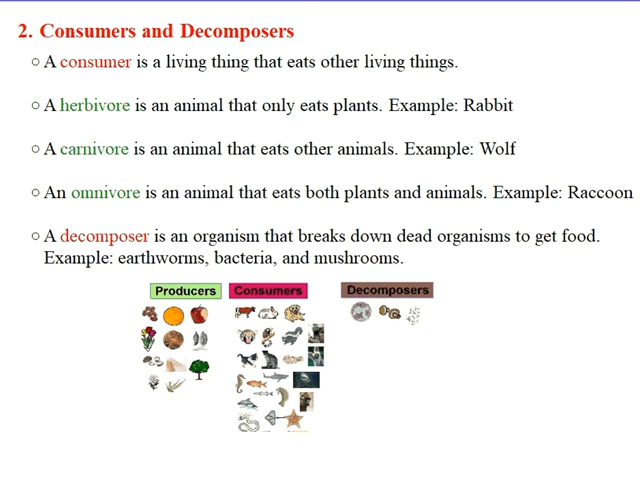 2. Consumers and Decomposers
○ A consumer is a living thing that eats other living things.
○ A herbivore is an animal that only eats plants. Example: Rabbit
○ A carnivore is an animal that eats other animals. Example: Wolf
○ An omnivore is an animal that eats both plants and animals. Example: Raccoon
○ A decomposer is an organism that breaks down dead organisms to get food.
Example: earthworms, bacteria, and mushrooms.
Producers Consumers Decomposers